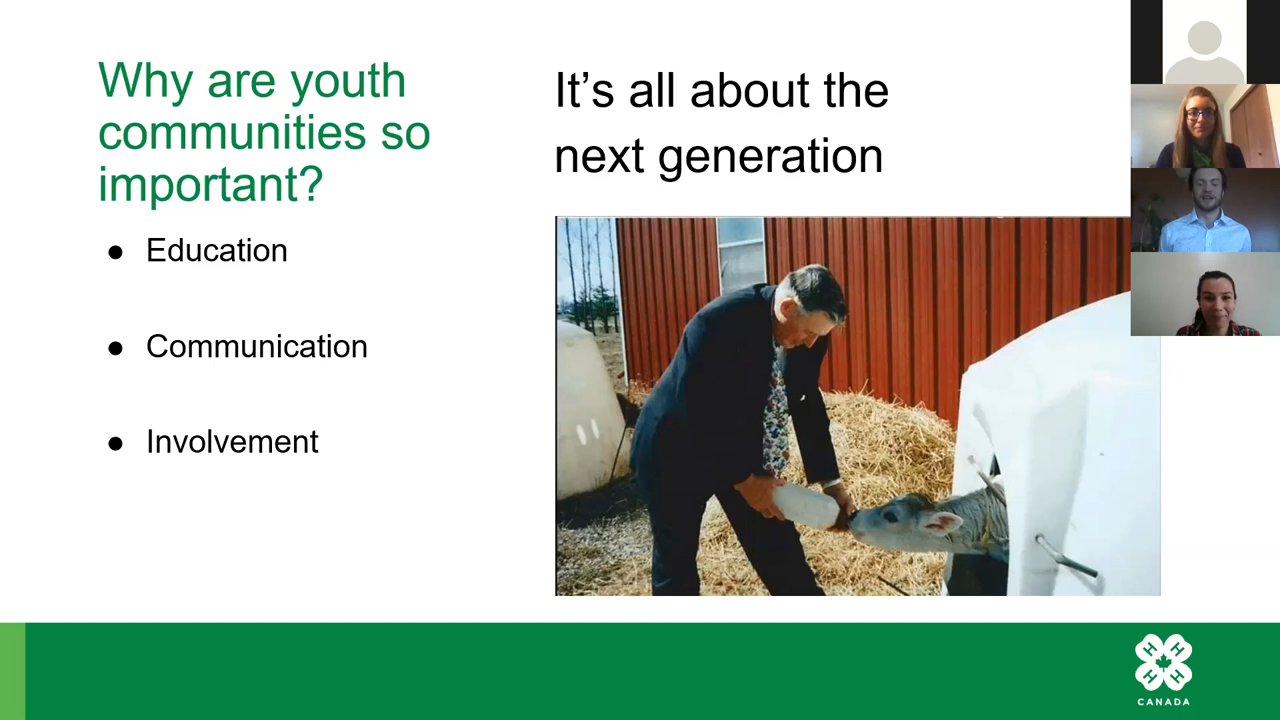 Why are youth
communities so
important?
● Education
● Communication
● Involvement
It’s all about the
next generation
H H
H H
CANADA